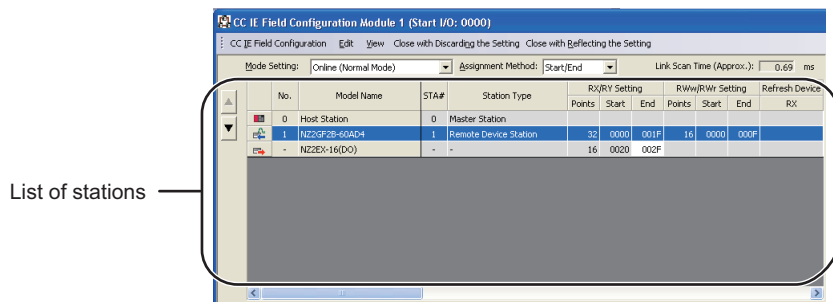 CC IE Field Configuration Module 1 (Start I/O: 0000)
CC IE Field Configuration Edit View Close with Discarding the Setting Close with Reflecting the Setting
Mode Setting: Online (Normal Mode) Assignment Method: Start/End Link Scan Time (Approx.): 0.69 ms
No. Model Name STA# Station Type RX/RY Setting RWw/RWr Setting Refresh Device
Points Start End Points Start End RX
0 Host Station 0 Master Station
1 NZ2GF2B-60AD4 1 Remote Device Station 32 0000 001F 16 0000 000F
- NZ2EX-16(DO) - - 16 0020 002F
List of stations